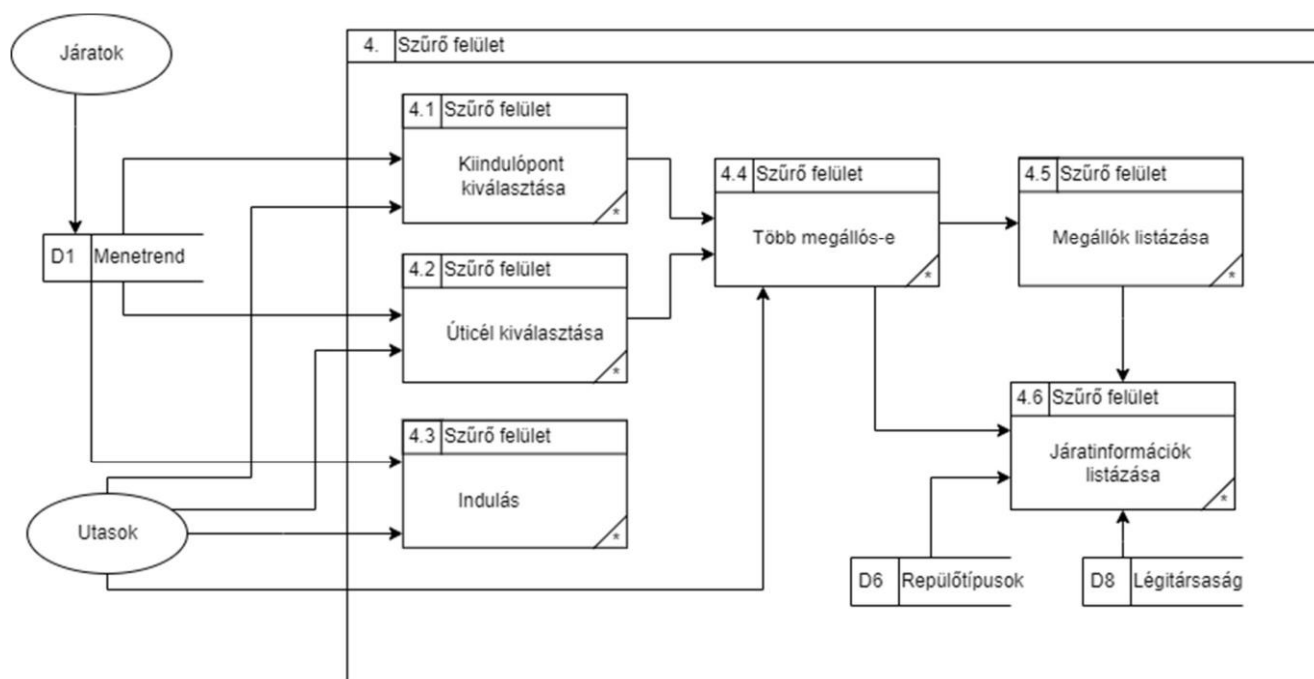 Járatok
4. Szűrő felület
4.1 Szűrő felület
Kiindulópont
kiválasztása
*
4.4 Szűrő felület
Több megállós-e
*
4.5 Szűrő felület
Megállók listázása
*
D1 Menetrend
4.2 Szűrő felület
Úticél kiválasztása
*
4.6 Szűrő felület
Járatinformációk
listázása
*
4.3 Szűrő felület
Indulás
*
Utasok
D6 Repülőtípusok
D8 Légitársaság